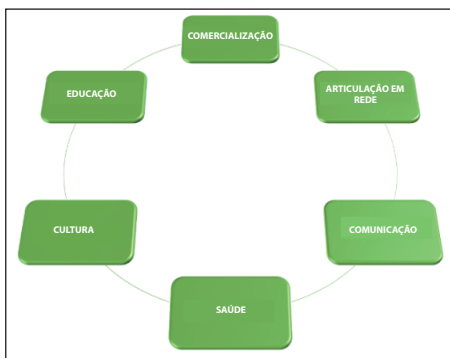 COMERCIALIZAÇÃO
ARTICULAÇÃO EM
REDE
COMUNICAÇÃO
SAÚDE
CULTURA
EDUCAÇÃO